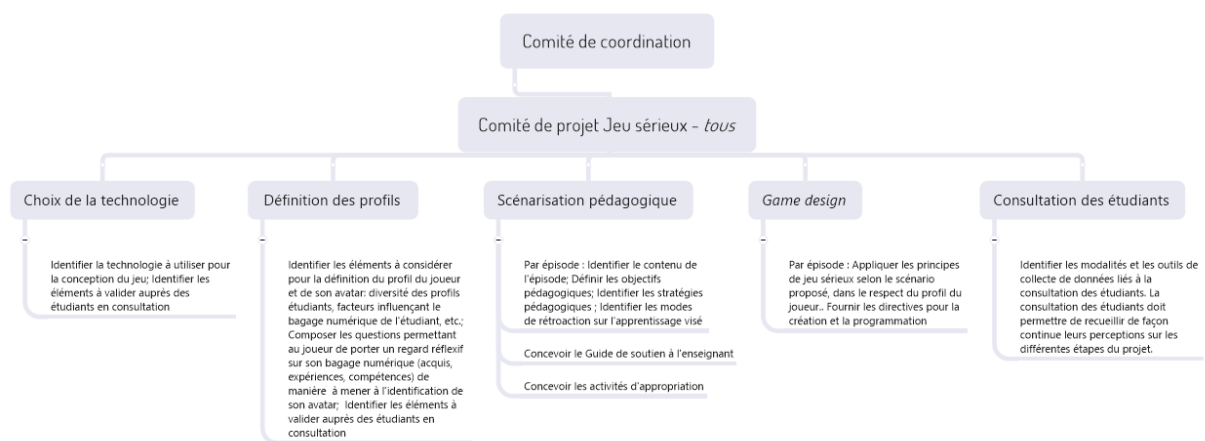 Comité de coordination
Comité de projet Jeu sérieux - tous
Choix de la technologie
Identifier la technologie à utiliser pour
la conception du jeu; Identifier les
éléments à valider auprès des
étudiants en consultation
Définition des profils
Identifier les éléments à considérer
pour la définition du profil du joueur
et de son avatar: diversité des profils
étudiants, facteurs influençant le
bagage numérique de l'étudiant, etc.;
Composer les questions permettant
au joueur de porter un regard réflexif
sur son bagage numérique (acquis,
expériences, compétences) de
manière à mener à l'identification de
son avatar; Identifier les éléments à
valider auprès des étudiants en
consultation
Scénarisation pédagogique
Par épisode : Identifier le contenu de
l'épisode; Définir les objectifs
pédagogiques; Identifier les stratégies
pédagogiques ; Identifier les modes
de rétroaction sur l'apprentissage visé
Concevoir le Guide de soutien à l'enseignant
Concevoir les activités d'appropriation
Game design
Par épisode : Appliquer les principes
de jeu sérieux selon le scénario
proposé, dans le respect du profil du
joueur.. Fournir les directives pour la
création et la programmation
Consultation des étudiants
Identifier les modalités et les outils de
collecte de données liés à la
consultation des étudiants. La
consultation des étudiants doit
permettre de recueillir de façon
continue leurs perceptions sur les
différentes étapes du projet.